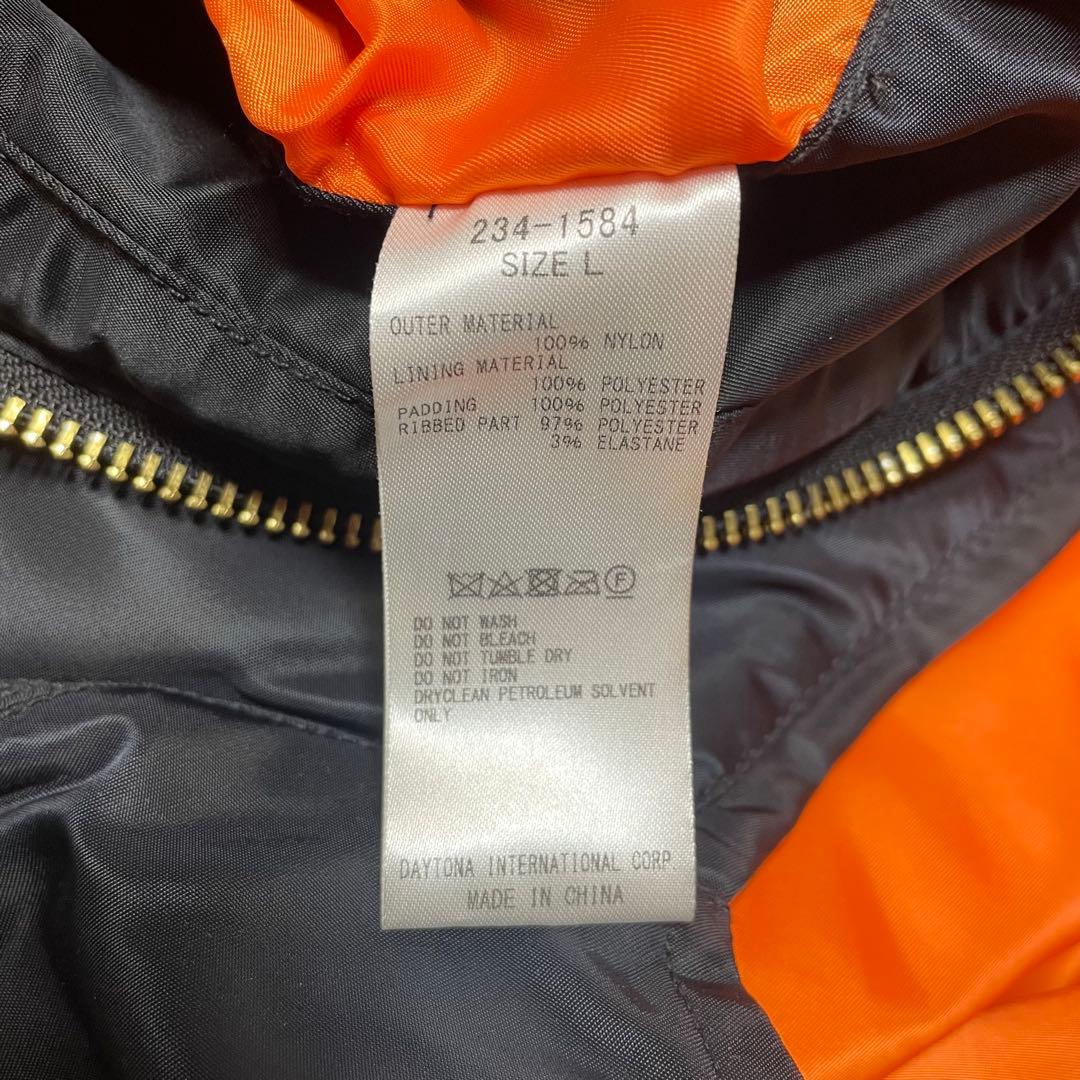 234-1584
SIZE L
OUTER MATERIAL
100% NYLON
LINING MATERIAL
100% POLYESTER
PADDING 100% POLYESTER
RIBBED PART 97% POLYESTER
3% ELASTANE
F
DO NOT WASH
DO NOT BLEACH
DO NOT TUMBLE DRY
DO NOT IRON
DRYCLEAN PETROLEUM SOLVENT
ONLY
DAYTONA INTERNATIONAL CORP
MADE IN CHINA